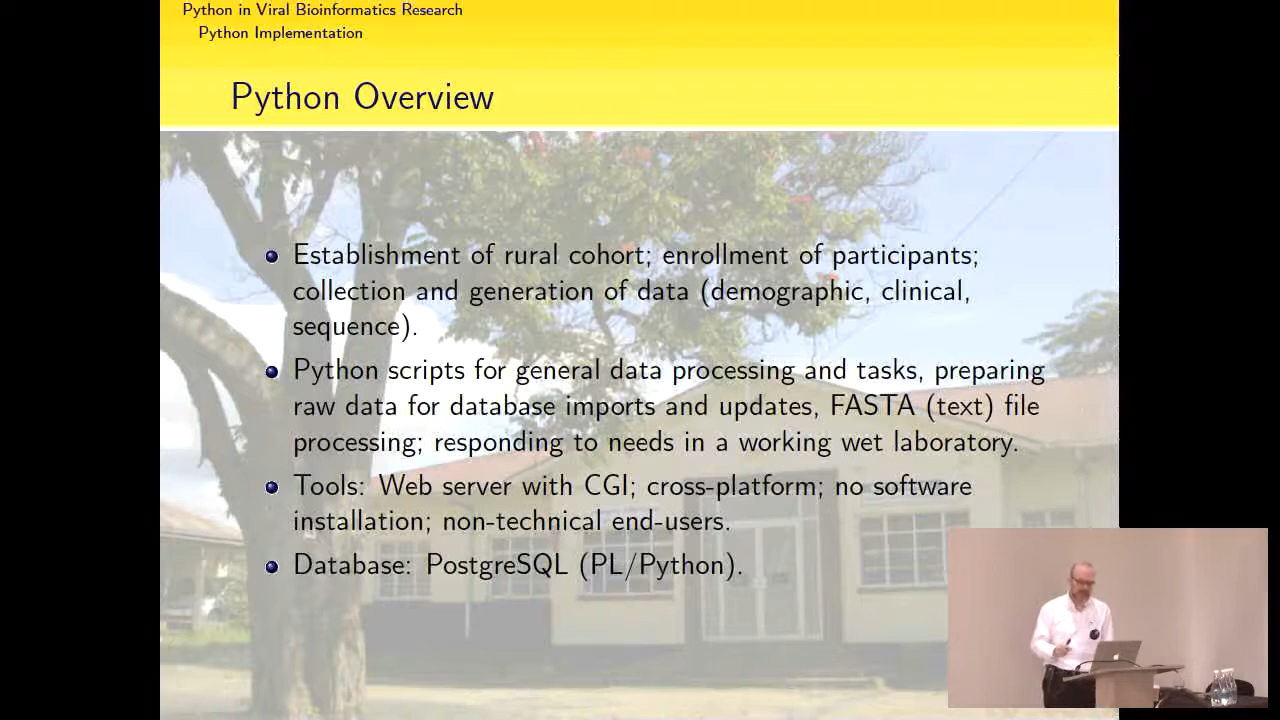 Python in Viral Bioinformatics Research
Python Implementation
Python Overview
Establishment of rural cohort; enrollment of participants;
collection and generation of data (demographic, clinical,
sequence).
Python scripts for general data processing and tasks, preparing
raw data for database imports and updates, FASTA (text) file
processing; responding to needs in a working wet laboratory.
Tools: Web server with CGI; cross-platform; no software
installation; non-technical end-users.
Database: PostgreSQL (PL/Python).